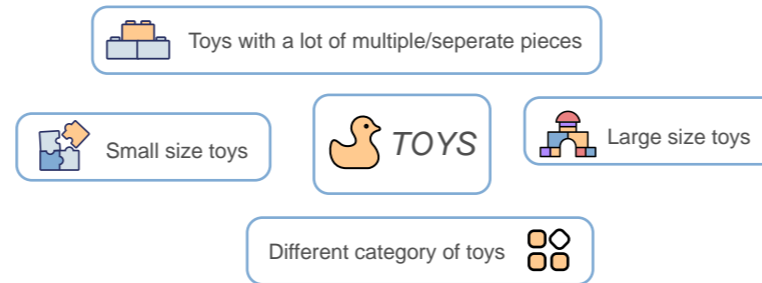 Toys with a lot of multiple/seperate pieces
Small size toys
TOYS
Large size toys
Different category of toys